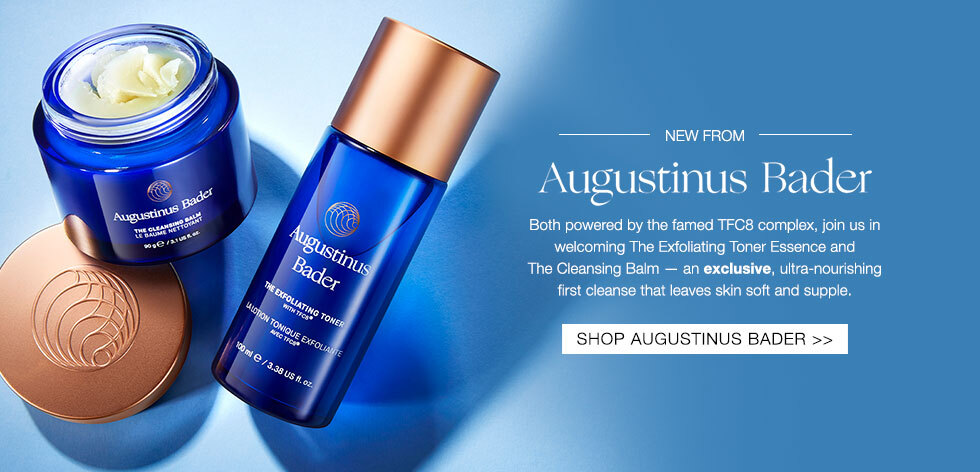 Augustinus Bader
THE CLEANSING BALM
LE BAUME NETTOYANT
90 g ℮ / 3.1 US fl. oz.
Augustinus
Bader
THE EXFOLIATING TONER
WITH TFC8®
LA LOTION TONIQUE EXFOLIANTE
AVEC TFC8®
100 ml ℮ / 3.38 US fl. oz.
NEW FROM
Augustinus Bader
Both powered by the famed TFC8 complex, join us in
welcoming The Exfoliating Toner Essence and
The Cleansing Balm — an exclusive, ultra-nourishing
first cleanse that leaves skin soft and supple.
SHOP AUGUSTINUS BADER >>